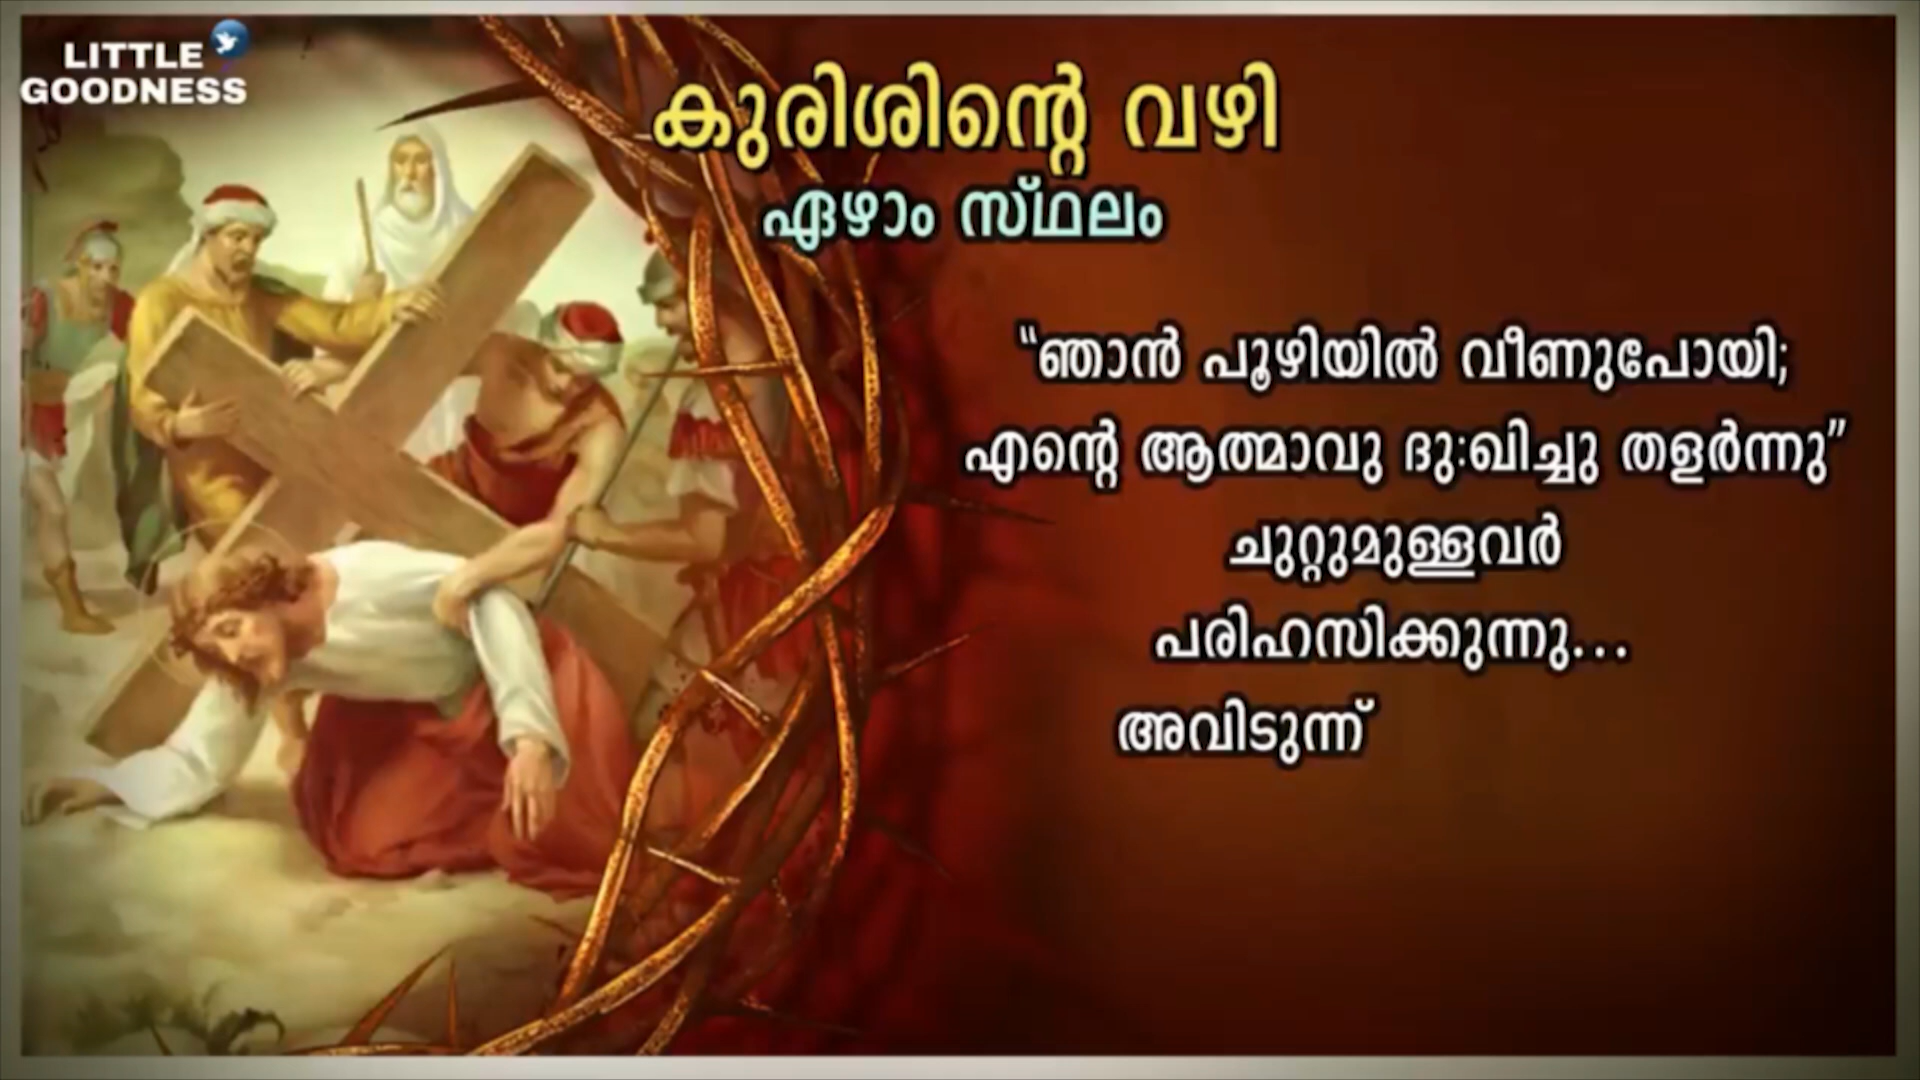 LITTLE
GOODNESS
കുരിശിന്റെ വഴി
ഏഴാം സ്ഥലം
“ഞാൻ പൂഴിയിൽ വീണുപോയി;
എന്റെ ആത്മാവു ദു:ഖിച്ചു തളർന്നു”
ചുറ്റുമുള്ളവർ
പരിഹസിക്കുന്നു...
അവിടുന്ന്